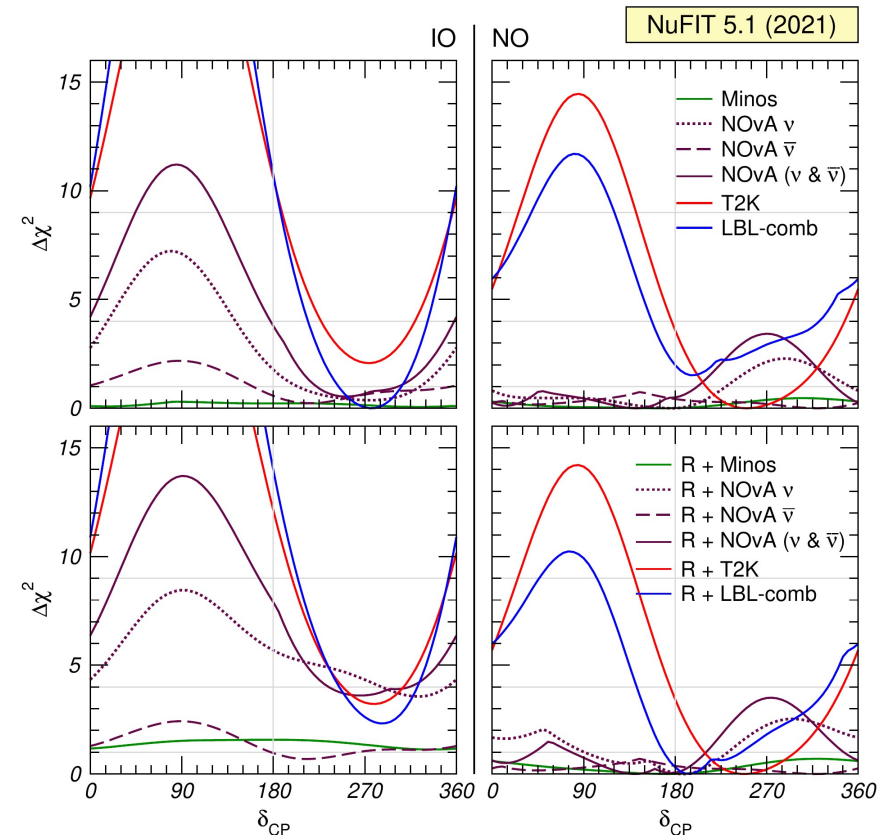 NuFIT 5.1 (2021)
IO
NO
15
10
5
0
Δχ²
Minos
NOvA ν
NOvA ν̅
NOvA (ν & ν̅)
T2K
LBL-comb
15
10
5
0
Δχ²
R + Minos
R + NOvA ν
R + NOvA ν̅
R + NOvA (ν & ν̅)
R + T2K
R + LBL-comb
0 90 180 270 360
0 90 180 270 360
δCP
δCP